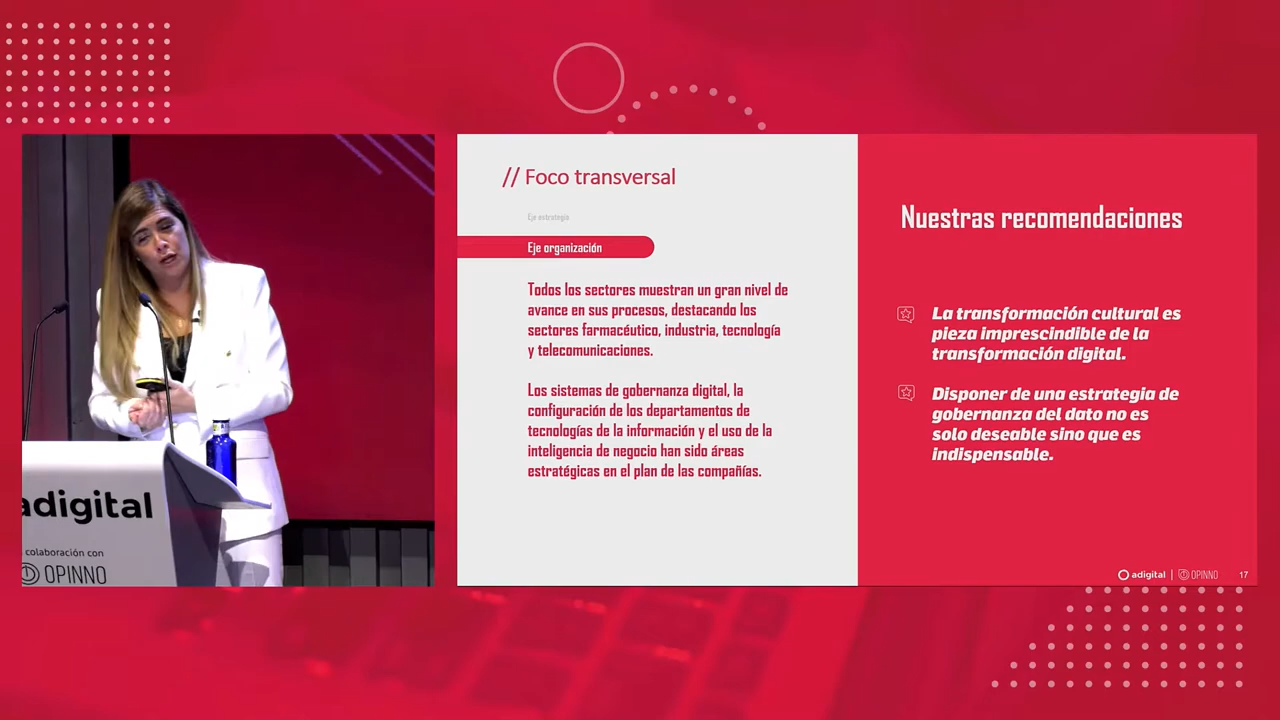 adigital
colaboración con
OPINNO
// Foco transversal
Eje estrategia
Eje organización
Todos los sectores muestran un gran nivel de
avance en sus procesos, destacando los
sectores farmacéutico, industria, tecnología
y telecomunicaciones.
Los sistemas de gobernanza digital, la
configuración de los departamentos de
tecnologías de la información y el uso de la
inteligencia de negocio han sido áreas
estratégicas en el plan de las compañías.
Nuestras recomendaciones
La transformación cultural es
pieza imprescindible de la
transformación digital.
Disponer de una estrategia de
gobernanza del dato no es
solo deseable sino que es
indispensable.
adigital | OPINNO 17